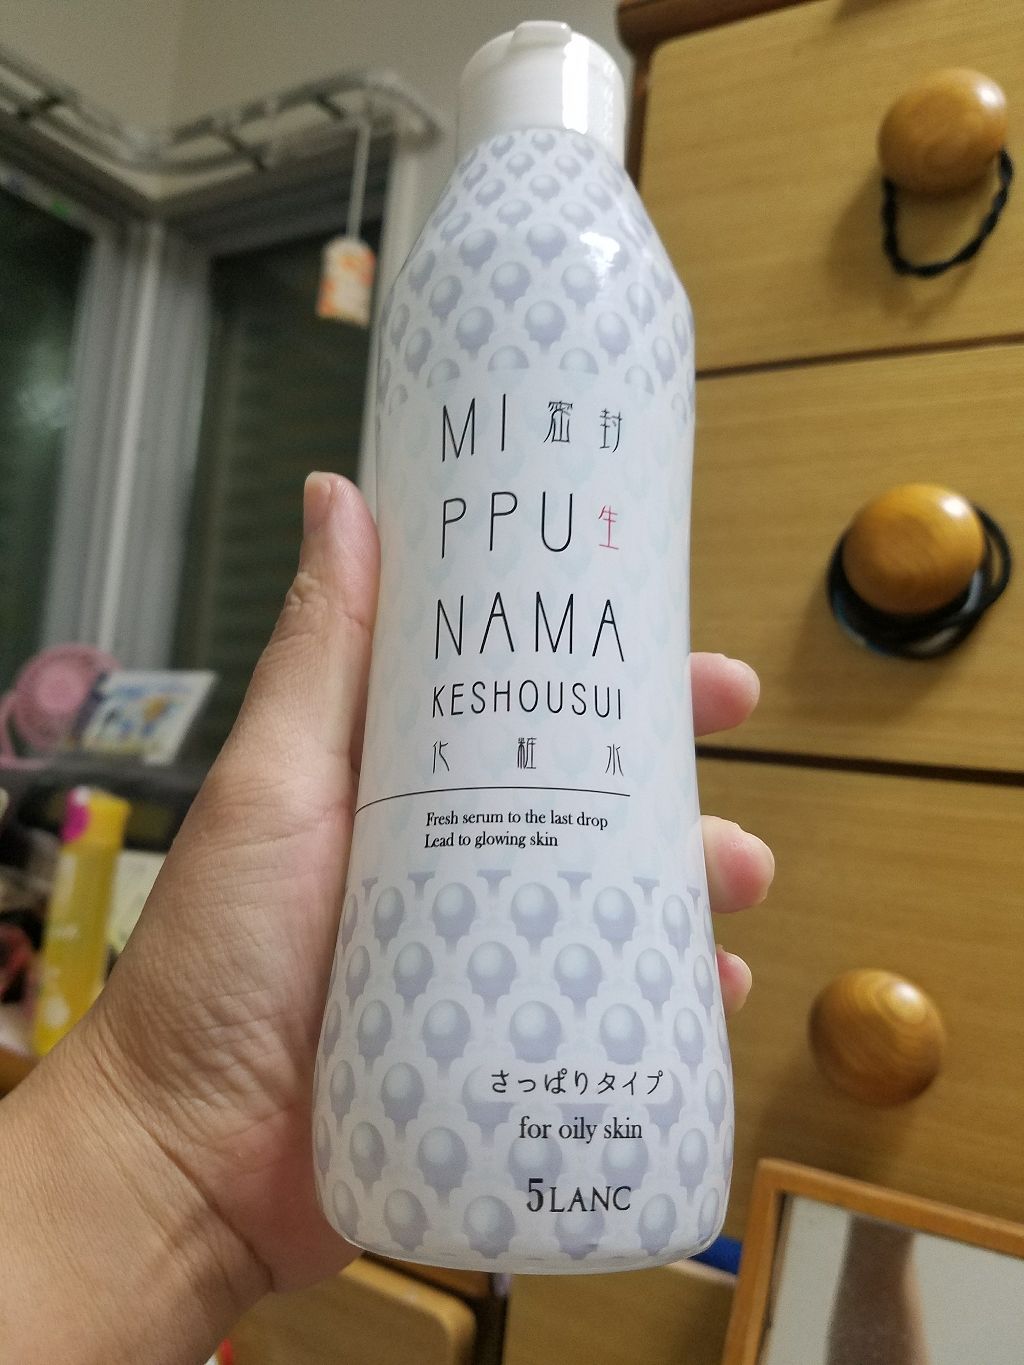 MI 密封
PPU 生
NAMA
KESHOUSUI
化粧水
Fresh serum to the last drop
Lead to glowing skin
さっぱりタイプ
for oily skin
5LANC